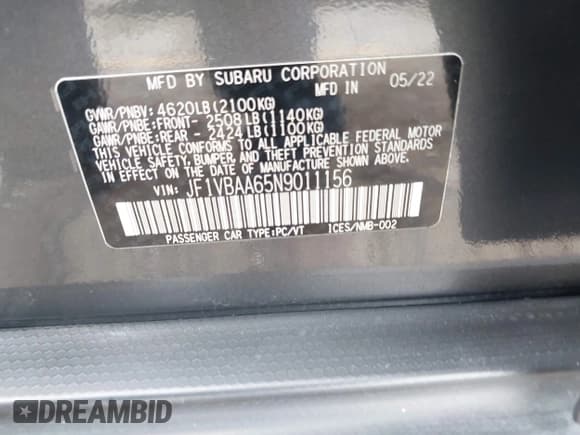 MFD BY SUBARU CORPORATION
MFD IN 05/22
GVWR/PNBV: 4620LB(2100KG)
GAWR/PNBE:FRONT- 2508LB(1140KG)
GAWR/PNBE:REAR - 2424LB(1100KG)
THIS VEHICLE CONFORMS TO ALL APPLICABLE FEDERAL MOTOR
VEHICLE SAFETY, BUMPER, AND THEFT PREVENTION STANDARDS
IN EFFECT ON THE DATE OF MANUFACTURE SHOWN ABOVE.
VIN: JF1VBAA65N9011156
PASSENGER CAR TYPE:PC/VT ICES/NMB-002
DREAMBID